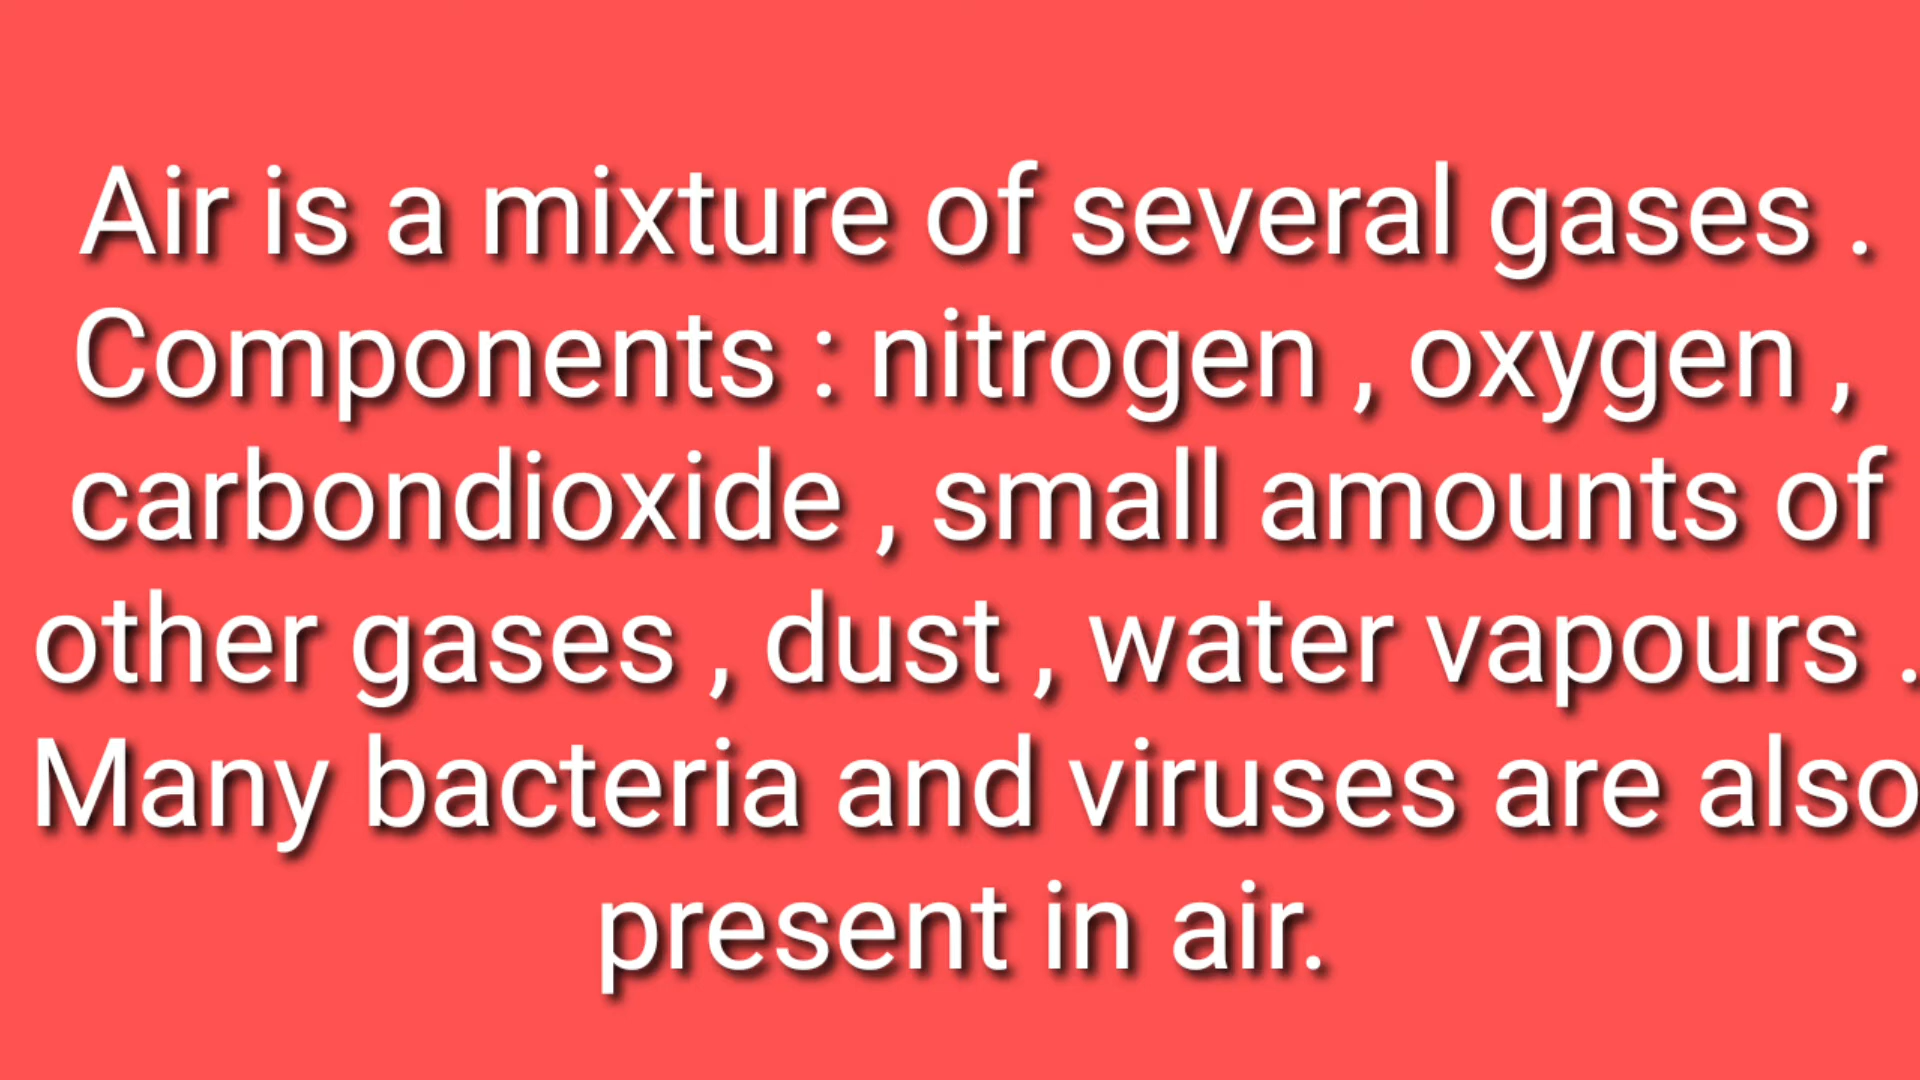 Air is a mixture of several gases .
Components : nitrogen , oxygen ,
carbondioxide , small amounts of
other gases , dust , water vapours .
Many bacteria and viruses are also
present in air.